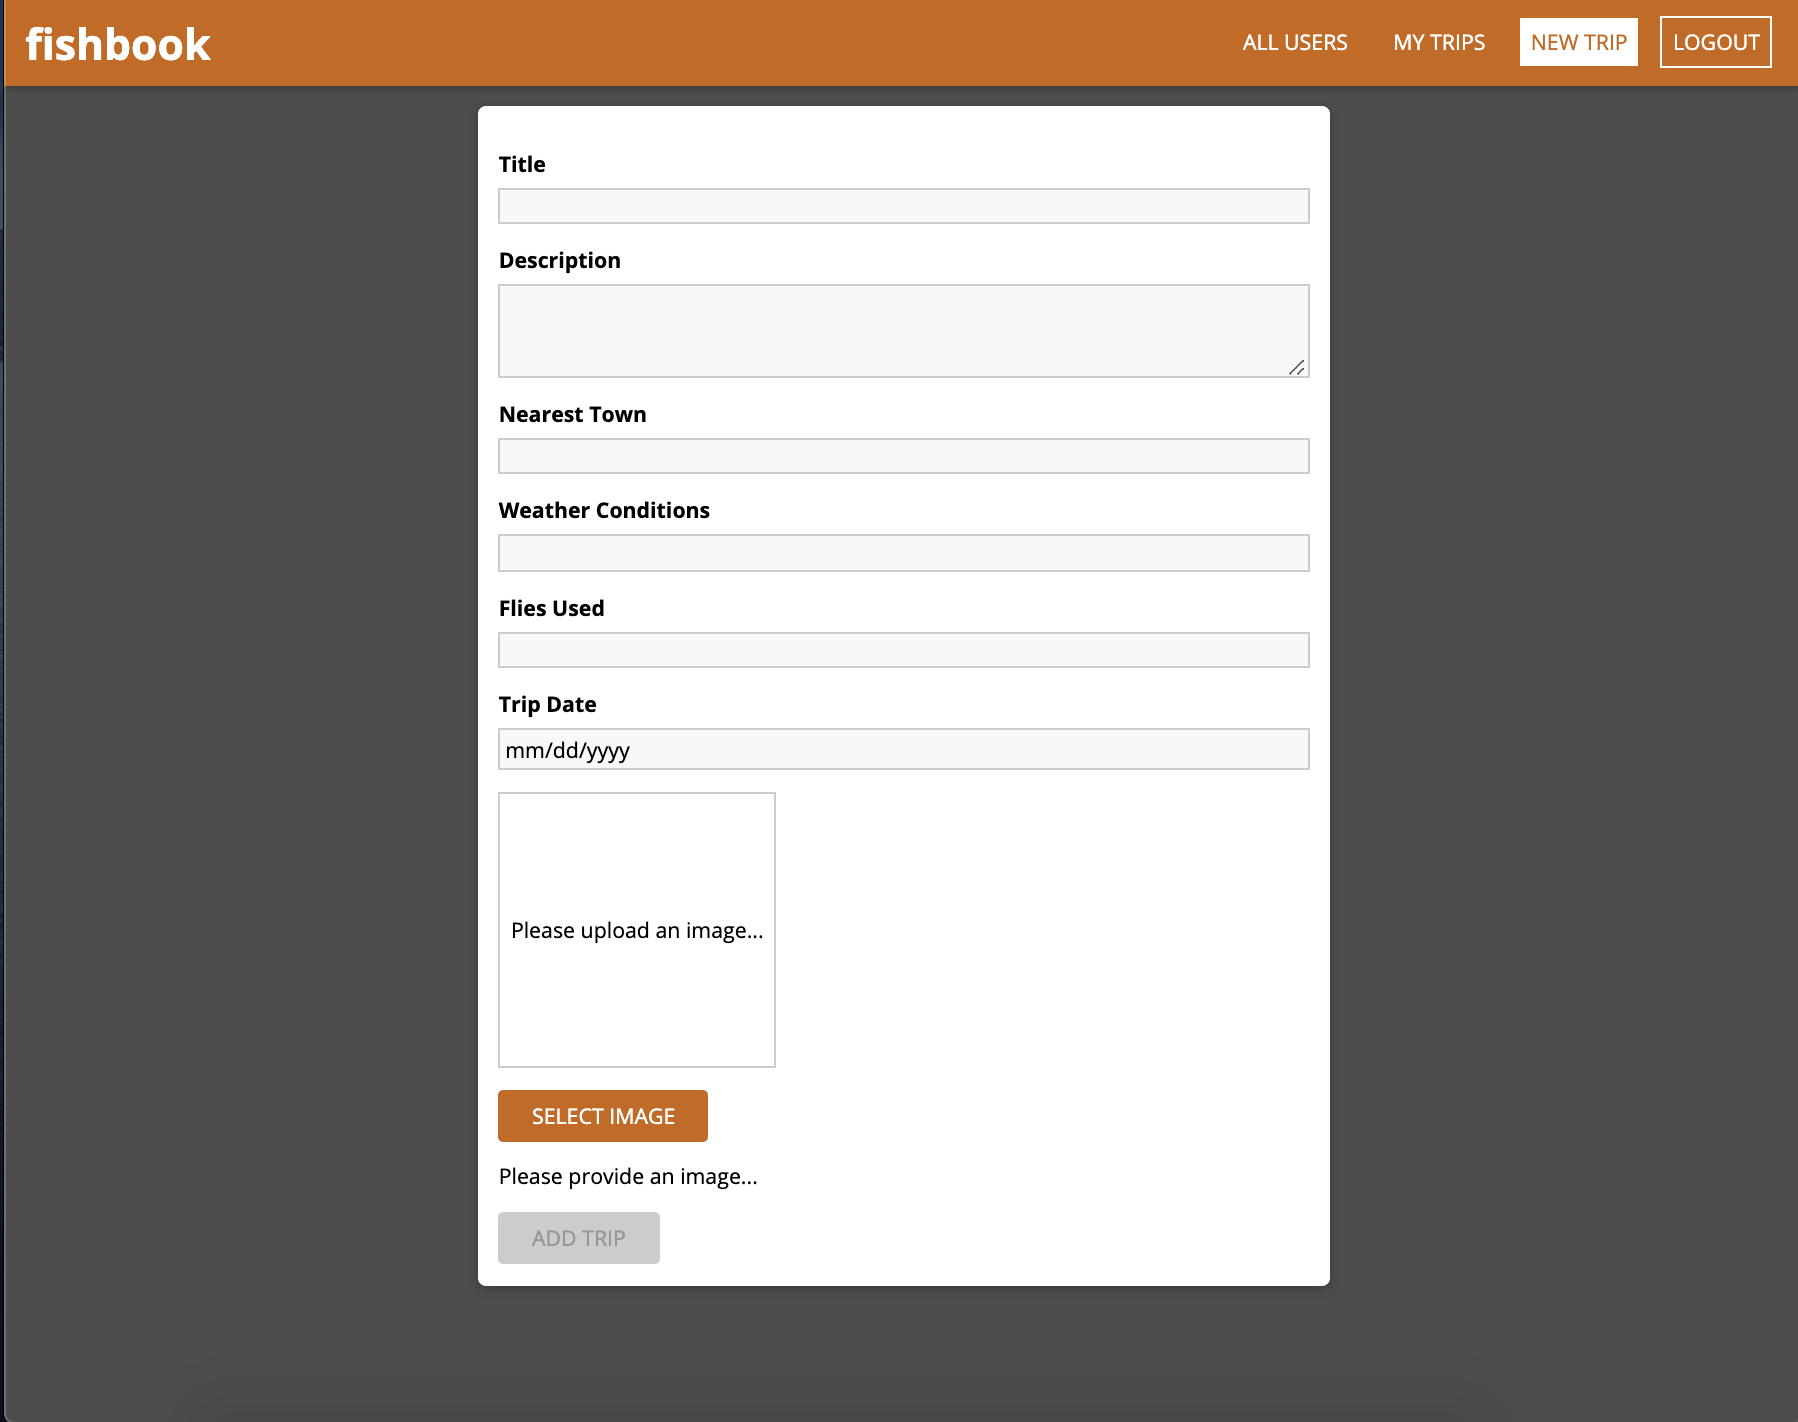 fishbook
ALL USERS
MY TRIPS
NEW TRIP
LOGOUT
Title
Description
Nearest Town
Weather Conditions
Flies Used
Trip Date
mm/dd/yyyy
Please upload an image...
SELECT IMAGE
Please provide an image...
ADD TRIP